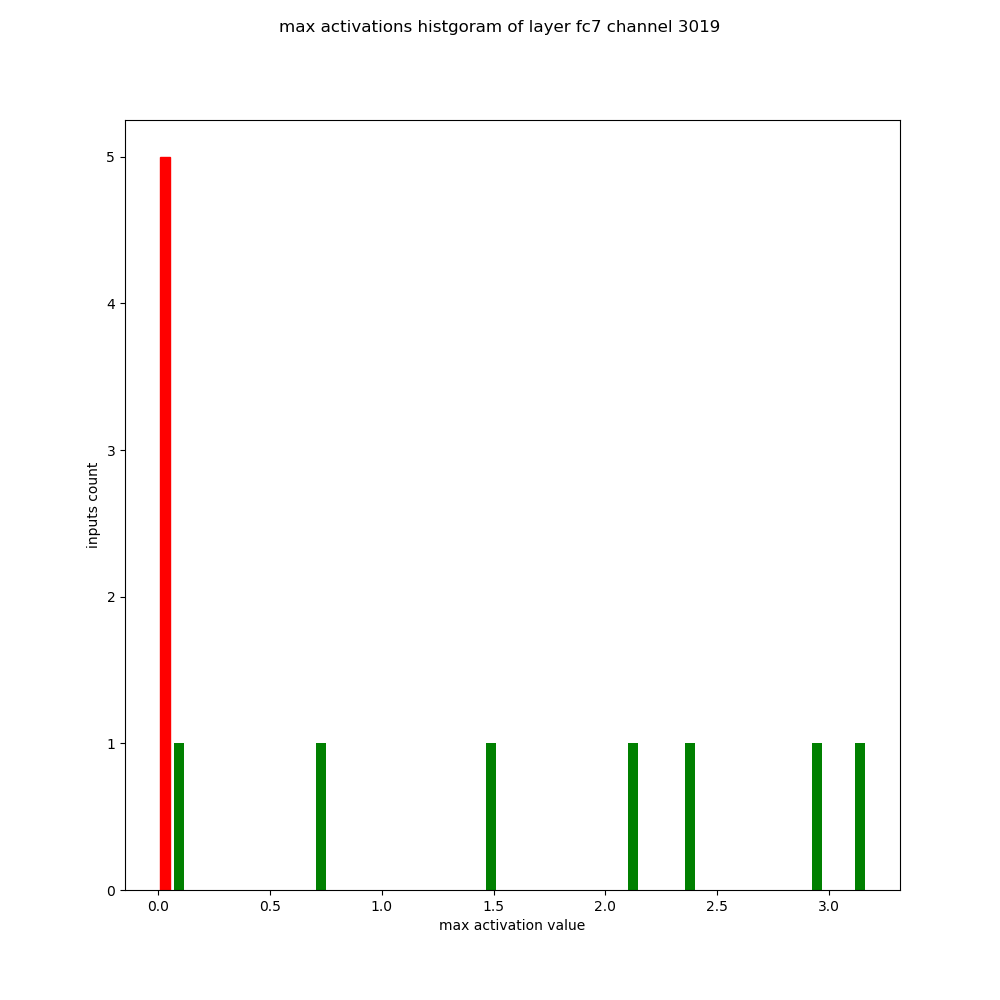 max activations histgoram of layer fc7 channel 3019
5
4
3
2
1
0
inputs count
0.0 0.5 1.0 1.5 2.0 2.5 3.0
max activation value